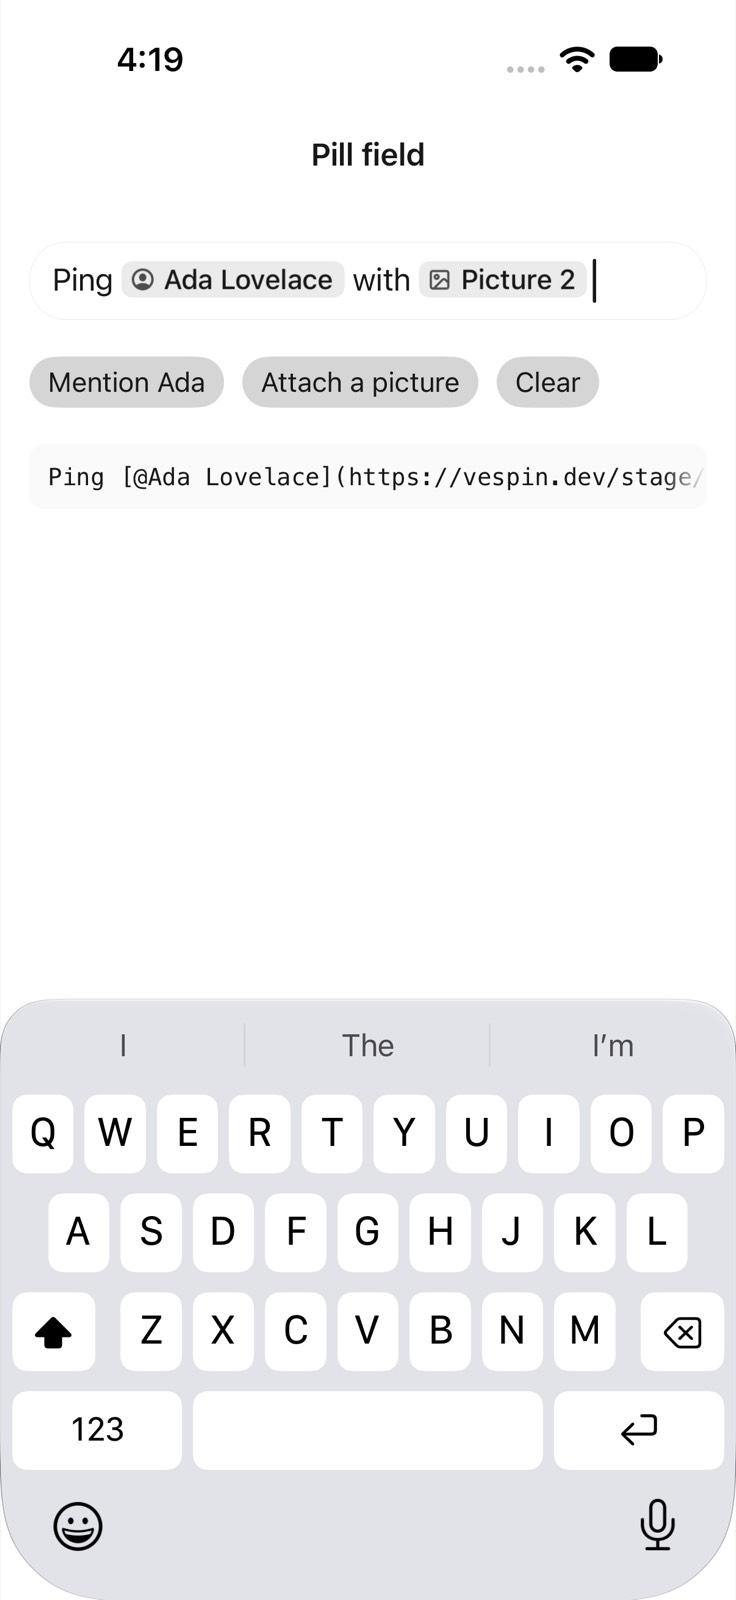 4:19
Pill field
Ping Ada Lovelace with Picture 2
Mention Ada Attach a picture Clear
Ping [@Ada Lovelace](https://vespin.dev/stage/
I The I'm
Q W E R T Y U I O P
A S D F G H J K L
Z X C V B N M
123